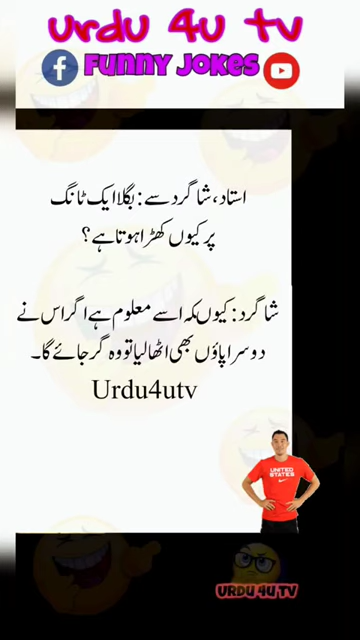 urdu 4u tv
Funny Jokes
استاد، شاگرد سے : بگلا ایک ٹانگ
پر کیوں کھڑا ہوتا ہے؟
شاگرد : کیوں کہ اسے معلوم ہے اگر اس نے
دوسرا پاؤں بھی اٹھا لیا تو وہ گر جائے گا۔
Urdu4utv
UNITED
STATES
URDU 4U TV